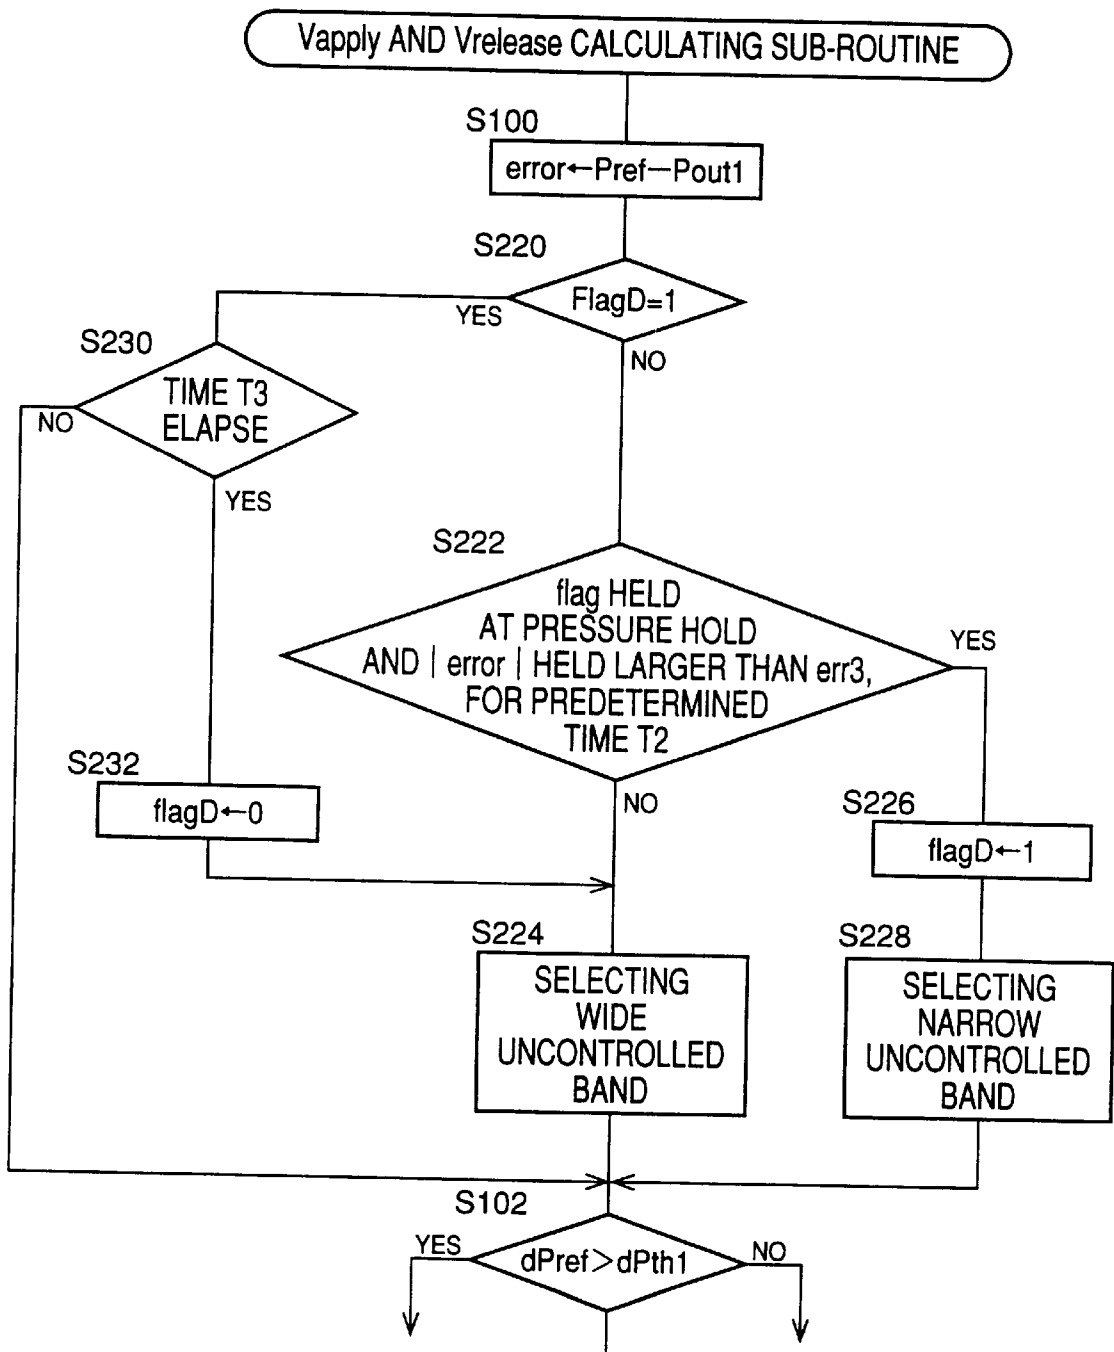 Vapply AND Vrelease CALCULATING SUB-ROUTINE
S100
error←Pref—Pout1
S220
FlagD=1
YES
NO
S230
TIME T3
ELAPSE
NO
YES
S222
flag HELD
AT PRESSURE HOLD
AND | error | HELD LARGER THAN err3,
FOR PREDETERMINED
TIME T2
YES
NO
S232
flagD←0
S226
flagD←1
S224
SELECTING
WIDE
UNCONTROLLED
BAND
S228
SELECTING
NARROW
UNCONTROLLED
BAND
S102
dPref>dPth1
YES
NO